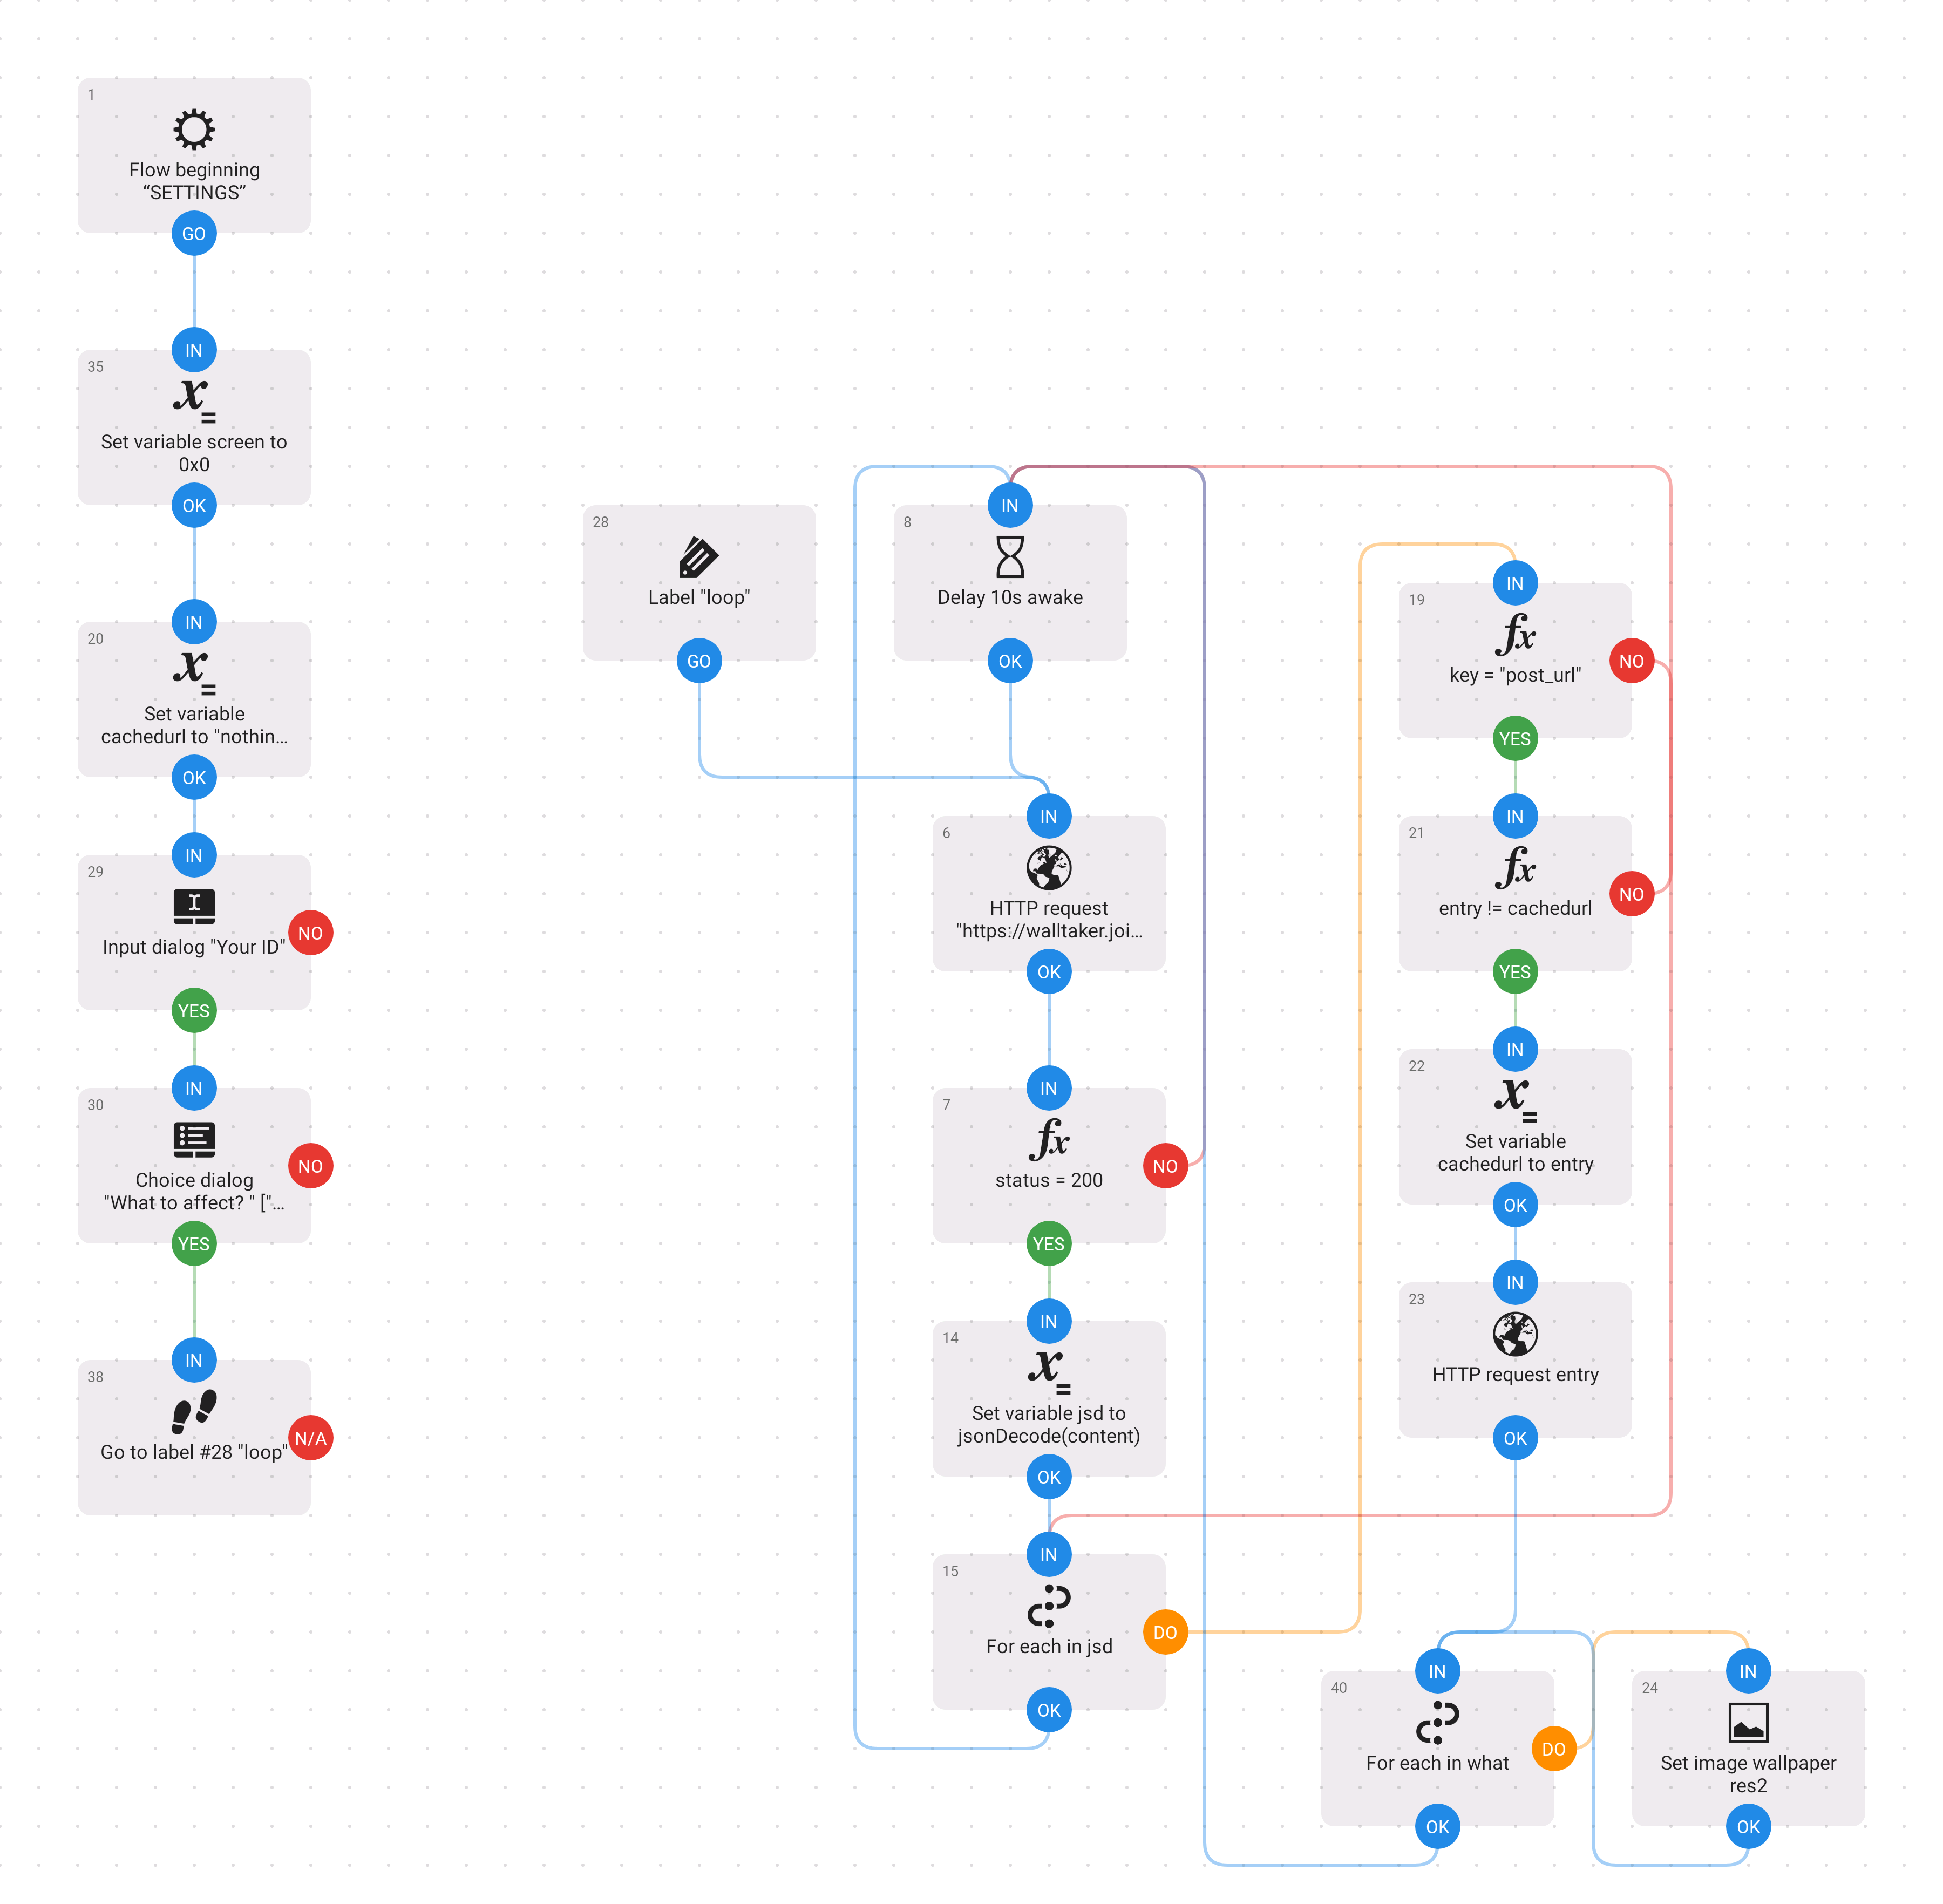 1
Flow beginning
“SETTINGS”
GO
IN
35
Set variable screen to
0x0
OK
IN
20
Set variable
cachedurl to "nothin...
OK
IN
29
Input dialog "Your ID"
NO
YES
IN
30
Choice dialog
"What to affect? " ["...
NO
YES
IN
38
Go to label #28 "loop"
N/A
28
Label "loop"
GO
IN
8
Delay 10s awake
OK
IN
6
HTTP request
"https://walltaker.joi...
OK
IN
7
status = 200
NO
YES
IN
14
Set variable jsd to
jsonDecode(content)
OK
IN
15
For each in jsd
DO
OK
IN
19
key = "post_url"
NO
YES
IN
21
entry != cachedurl
NO
YES
IN
22
Set variable
cachedurl to entry
OK
IN
23
HTTP request entry
OK
IN
40
For each in what
DO
OK
IN
24
Set image wallpaper
res2
OK